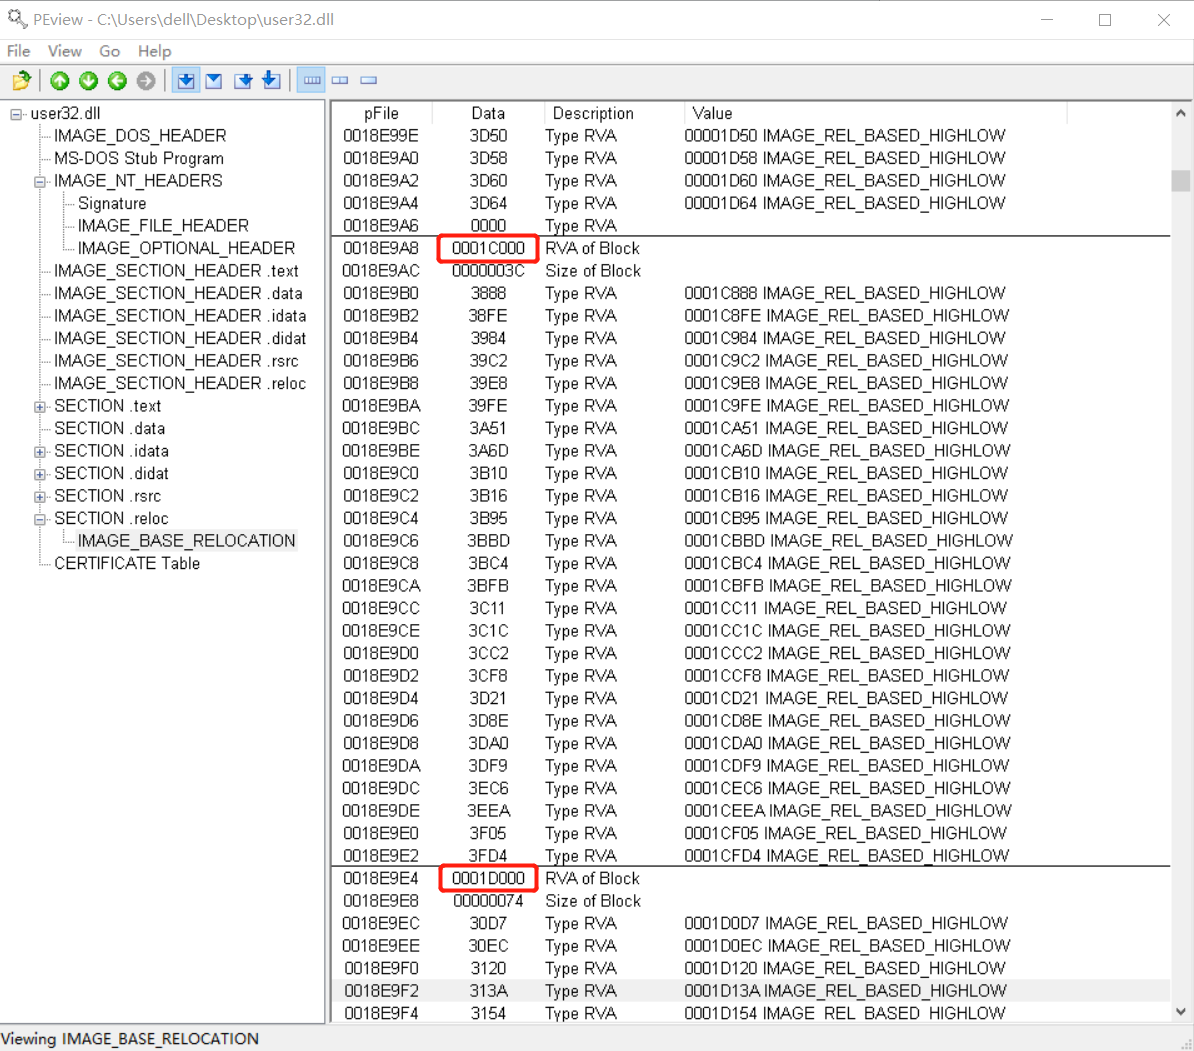 PEview - C:\Users\dell\Desktop\user32.dll
File View Go Help
user32.dll
IMAGE_DOS_HEADER
MS-DOS Stub Program
IMAGE_NT_HEADERS
Signature
IMAGE_FILE_HEADER
IMAGE_OPTIONAL_HEADER
IMAGE_SECTION_HEADER .text
IMAGE_SECTION_HEADER .data
IMAGE_SECTION_HEADER .idata
IMAGE_SECTION_HEADER .didat
IMAGE_SECTION_HEADER .rsrc
IMAGE_SECTION_HEADER .reloc
SECTION .text
SECTION .data
SECTION .idata
SECTION .didat
SECTION .rsrc
SECTION .reloc
IMAGE_BASE_RELOCATION
CERTIFICATE Table
pFile Data Description Value
0018E99E 3D50 Type RVA 00001D50 IMAGE_REL_BASED_HIGHLOW
0018E9A0 3D58 Type RVA 00001D58 IMAGE_REL_BASED_HIGHLOW
0018E9A2 3D60 Type RVA 00001D60 IMAGE_REL_BASED_HIGHLOW
0018E9A4 3D64 Type RVA 00001D64 IMAGE_REL_BASED_HIGHLOW
0018E9A6 0000 Type RVA
0018E9A8 0001C000 RVA of Block
0018E9AC 0000003C Size of Block
0018E9B0 3888 Type RVA 0001C888 IMAGE_REL_BASED_HIGHLOW
0018E9B2 38FE Type RVA 0001C8FE IMAGE_REL_BASED_HIGHLOW
0018E9B4 3984 Type RVA 0001C984 IMAGE_REL_BASED_HIGHLOW
0018E9B6 39C2 Type RVA 0001C9C2 IMAGE_REL_BASED_HIGHLOW
0018E9B8 39E8 Type RVA 0001C9E8 IMAGE_REL_BASED_HIGHLOW
0018E9BA 39FE Type RVA 0001C9FE IMAGE_REL_BASED_HIGHLOW
0018E9BC 3A51 Type RVA 0001CA51 IMAGE_REL_BASED_HIGHLOW
0018E9BE 3A6D Type RVA 0001CA6D IMAGE_REL_BASED_HIGHLOW
0018E9C0 3B10 Type RVA 0001CB10 IMAGE_REL_BASED_HIGHLOW
0018E9C2 3B16 Type RVA 0001CB16 IMAGE_REL_BASED_HIGHLOW
0018E9C4 3B95 Type RVA 0001CB95 IMAGE_REL_BASED_HIGHLOW
0018E9C6 3BBD Type RVA 0001CBBD IMAGE_REL_BASED_HIGHLOW
0018E9C8 3BC4 Type RVA 0001CBC4 IMAGE_REL_BASED_HIGHLOW
0018E9CA 3BFB Type RVA 0001CBFB IMAGE_REL_BASED_HIGHLOW
0018E9CC 3C11 Type RVA 0001CC11 IMAGE_REL_BASED_HIGHLOW
0018E9CE 3C1C Type RVA 0001CC1C IMAGE_REL_BASED_HIGHLOW
0018E9D0 3CC2 Type RVA 0001CCC2 IMAGE_REL_BASED_HIGHLOW
0018E9D2 3CF8 Type RVA 0001CCF8 IMAGE_REL_BASED_HIGHLOW
0018E9D4 3D21 Type RVA 0001CD21 IMAGE_REL_BASED_HIGHLOW
0018E9D6 3D8E Type RVA 0001CD8E IMAGE_REL_BASED_HIGHLOW
0018E9D8 3DA0 Type RVA 0001CDA0 IMAGE_REL_BASED_HIGHLOW
0018E9DA 3DF9 Type RVA 0001CDF9 IMAGE_REL_BASED_HIGHLOW
0018E9DC 3EC6 Type RVA 0001CEC6 IMAGE_REL_BASED_HIGHLOW
0018E9DE 3EEA Type RVA 0001CEEA IMAGE_REL_BASED_HIGHLOW
0018E9E0 3F05 Type RVA 0001CF05 IMAGE_REL_BASED_HIGHLOW
0018E9E2 3FD4 Type RVA 0001CFD4 IMAGE_REL_BASED_HIGHLOW
0018E9E4 0001D000 RVA of Block
0018E9E8 00000074 Size of Block
0018E9EC 30D7 Type RVA 0001D0D7 IMAGE_REL_BASED_HIGHLOW
0018E9EE 30EC Type RVA 0001D0EC IMAGE_REL_BASED_HIGHLOW
0018E9F0 3120 Type RVA 0001D120 IMAGE_REL_BASED_HIGHLOW
0018E9F2 313A Type RVA 0001D13A IMAGE_REL_BASED_HIGHLOW
0018E9F4 3154 Type RVA 0001D154 IMAGE_REL_BASED_HIGHLOW
Viewing IMAGE_BASE_RELOCATION